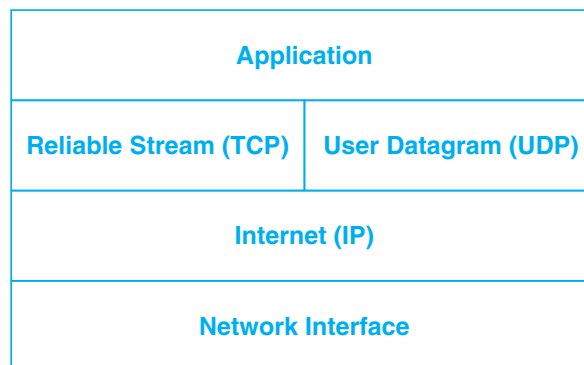 Application
Reliable Stream (TCP)
User Datagram (UDP)
Internet (IP)
Network Interface